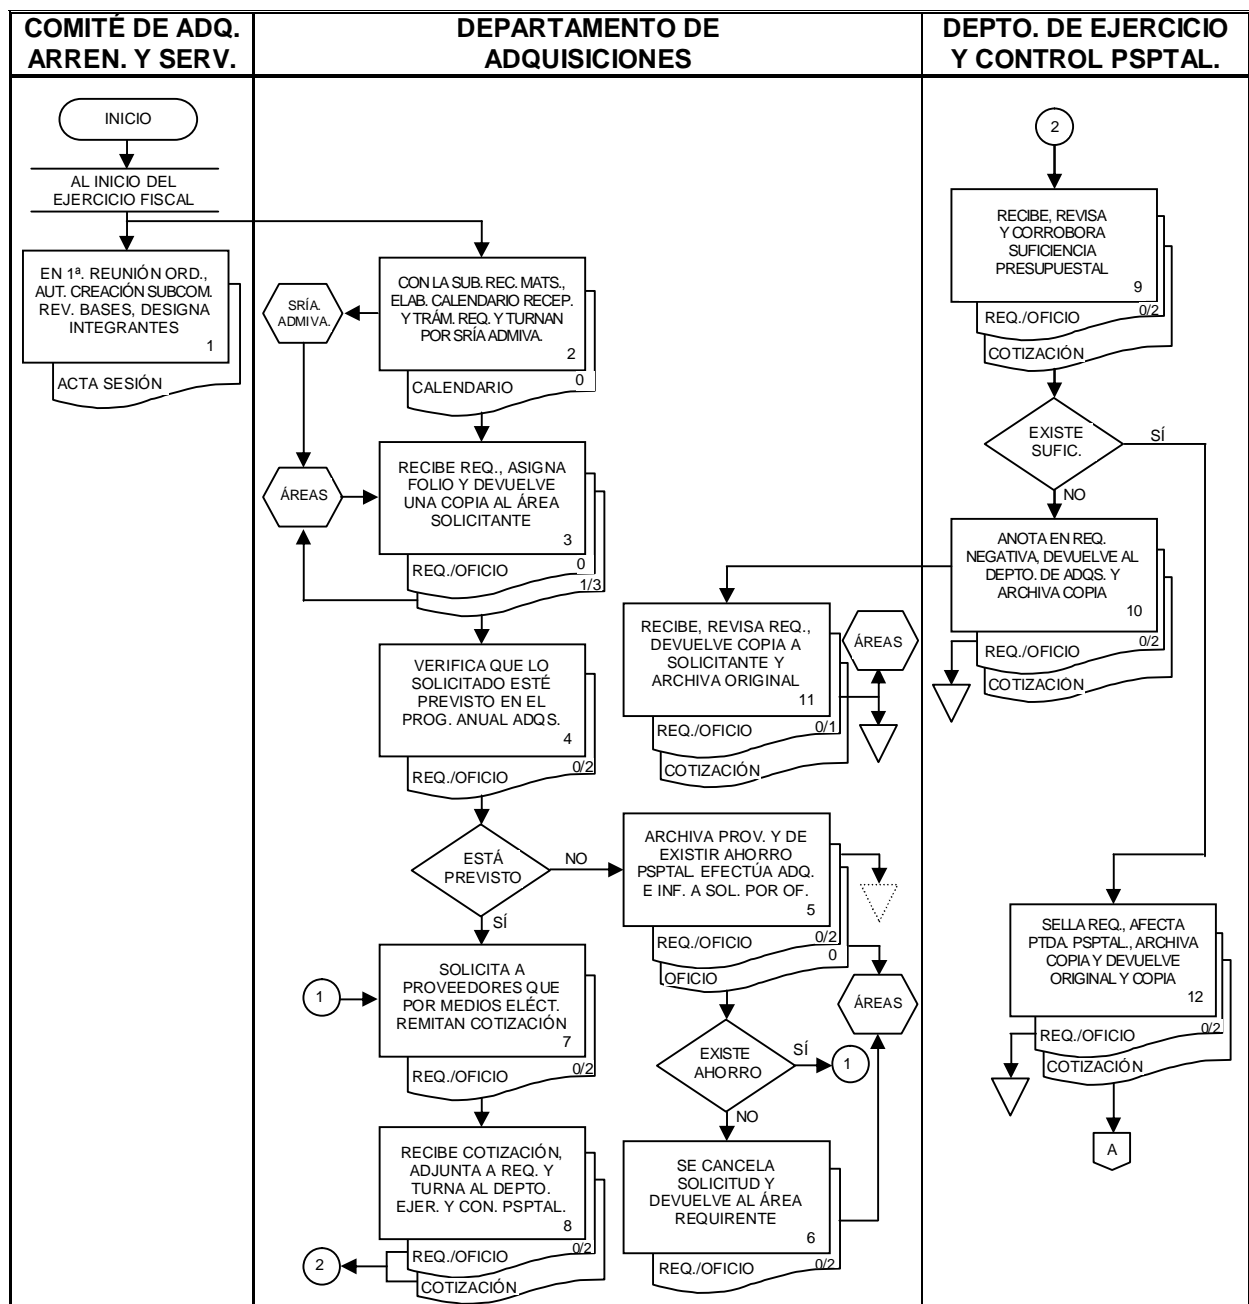 COMITÉ DE ADQ.
ARREN. Y SERV.
DEPARTAMENTO DE
ADQUISICIONES
DEPTO. DE EJERCICIO
Y CONTROL PSPTAL.
INICIO
AL INICIO DEL
EJERCICIO FISCAL
EN 1ª. REUNIÓN ORD.,
AUT. CREACIÓN SUBCOM.
REV. BASES, DESIGNA
INTEGRANTES
1
ACTA SESIÓN
CON LA SUB. REC. MATS.,
ELAB. CALENDARIO RECEP.
Y TRÁM. REQ. Y TURNAN
POR SRÍA ADMIVA.
2
CALENDARIO
0
SRÍA.
ADMIVA.
ÁREAS
RECIBE REQ., ASIGNA
FOLIO Y DEVUELVE
UNA COPIA AL ÁREA
SOLICITANTE
3
REQ./OFICIO
0
1/3
VERIFICA QUE LO
SOLICITADO ESTÉ
PREVISTO EN EL
PROG. ANUAL ADQS.
4
REQ./OFICIO
0/2
ESTÁ
PREVISTO
NO
SÍ
1
SOLICITA A
PROVEEDORES QUE
POR MEDIOS ELÉCT.
REMITAN COTIZACIÓN
7
REQ./OFICIO
0/2
RECIBE COTIZACIÓN,
ADJUNTA A REQ. Y
TURNA AL DEPTO.
EJER. Y CON. PSPTAL.
8
REQ./OFICIO
0/2
COTIZACIÓN
2
RECIBE, REVISA REQ.,
DEVUELVE COPIA A
SOLICITANTE Y
ARCHIVA ORIGINAL
11
REQ./OFICIO
0/1
COTIZACIÓN
ÁREAS
ARCHIVA PROV. Y DE
EXISTIR AHORRO
PSPTAL. EFECTÚA ADQ.
E INF. A SOL. POR OF.
5
REQ./OFICIO
0/2
0
OFICIO
ÁREAS
EXISTE
AHORRO
SÍ
1
NO
SE CANCELA
SOLICITUD Y
DEVUELVE AL ÁREA
REQUIRENTE
6
REQ./OFICIO
0/2
2
RECIBE, REVISA
Y CORROBORA
SUFICIENCIA
PRESUPUESTAL
9
REQ./OFICIO
0/2
COTIZACIÓN
EXISTE
SUFIC.
SÍ
NO
ANOTA EN REQ.
NEGATIVA, DEVUELVE AL
DEPTO. DE ADQS. Y
ARCHIVA COPIA
10
REQ./OFICIO
0/2
COTIZACIÓN
SELLA REQ., AFECTA
PTDA. PSPTAL., ARCHIVA
COPIA Y DEVUELVE
ORIGINAL Y COPIA
12
REQ./OFICIO
0/2
COTIZACIÓN
A